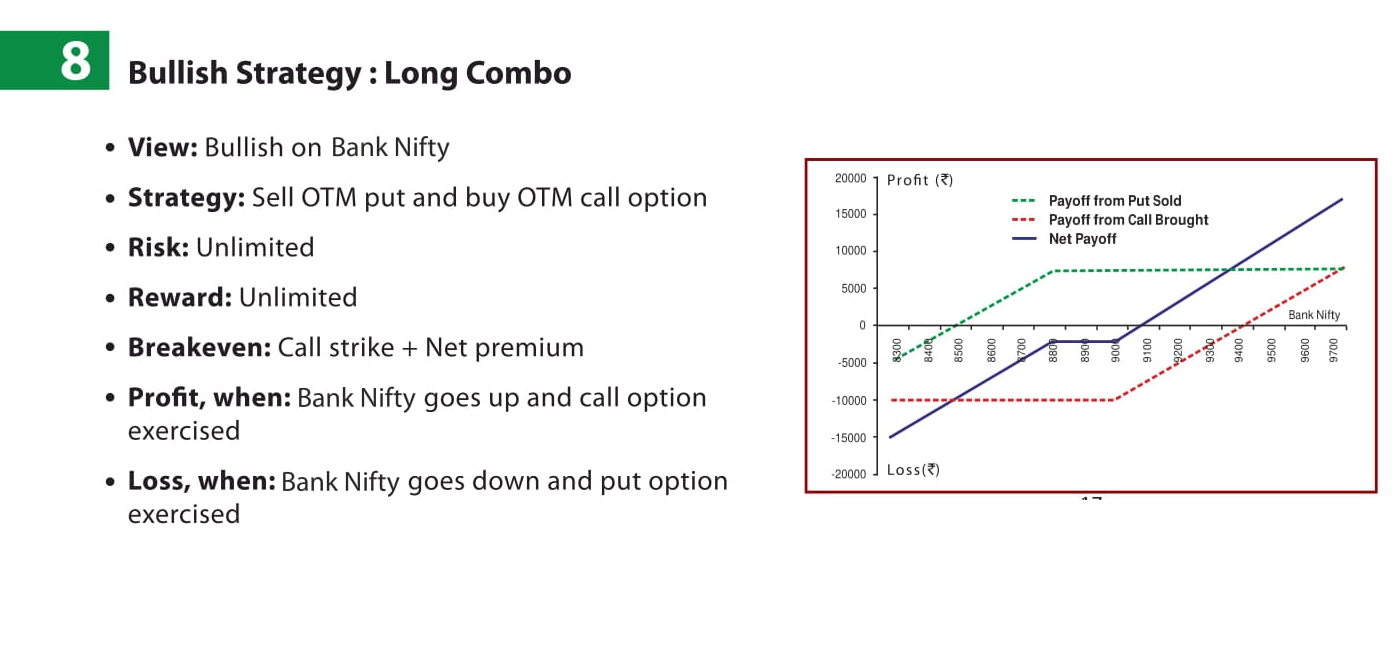 8
Bullish Strategy : Long Combo
• View: Bullish on Bank Nifty
• Strategy: Sell OTM put and buy OTM call option
• Risk: Unlimited
• Reward: Unlimited
• Breakeven: Call strike + Net premium
• Profit, when: Bank Nifty goes up and call option
exercised
• Loss, when: Bank Nifty goes down and put option
exercised
Profit (₹)
20000
15000
10000
5000
0
-5000
-10000
-15000
-20000
Payoff from Put Sold
Payoff from Call Brought
Net Payoff
Bank Nifty
8300
8400
8500
8600
8700
8800
8900
9000
9100
9200
9300
9400
9500
9600
9700
Loss(₹)